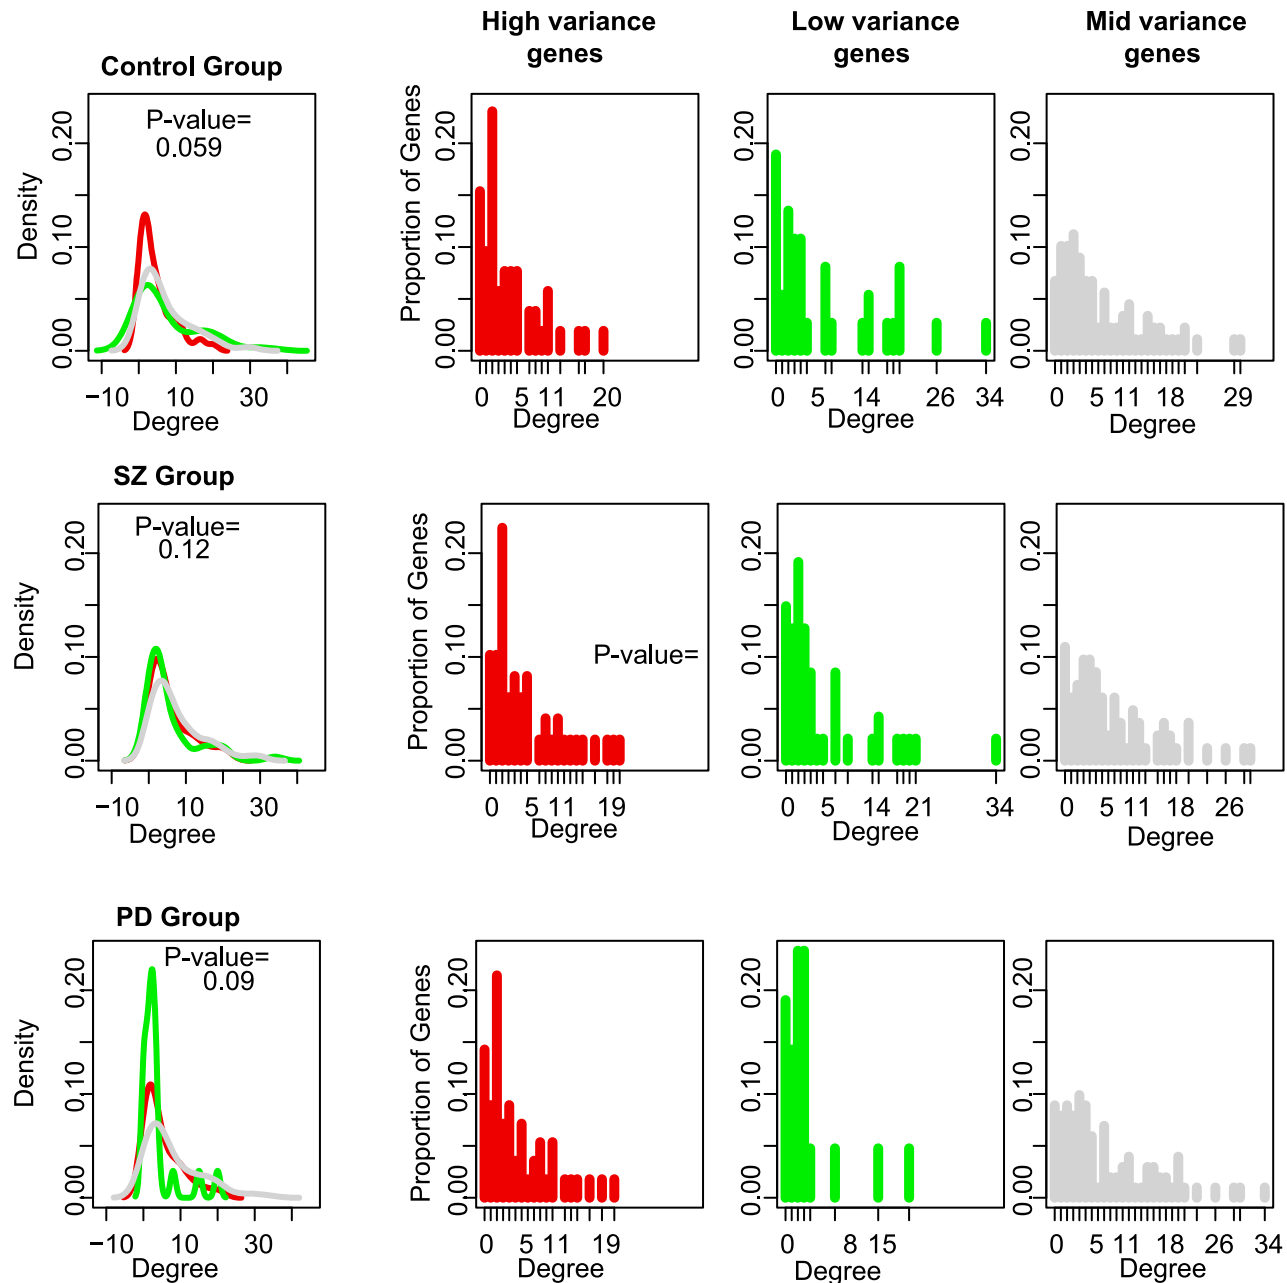 High variance
genes
Low variance
genes
Mid variance
genes
Control Group
P-value=
0.059
Density
0.00 0.10 0.20
−10 10 30
Degree
Proportion of Genes
0.00 0.10 0.20
0 5 11 20
Degree
0.00 0.10 0.20
0 5 14 26 34
Degree
0.00 0.10 0.20
0 5 11 18 29
Degree
SZ Group
P-value=
0.12
Density
0.00 0.10 0.20
−10 10 30
Degree
Proportion of Genes
0.00 0.10 0.20
P-value=
0 5 11 19
Degree
0.00 0.10 0.20
0 5 14 21 34
Degree
0.00 0.10 0.20
0 5 11 18 26
Degree
PD Group
P-value=
0.09
Density
0.00 0.10 0.20
−10 10 30
Degree
Proportion of Genes
0.00 0.10 0.20
0 5 11 19
Degree
0.00 0.10 0.20
0 8 15
Degree
0.00 0.10 0.20
0 5 11 18 26 34
Degree